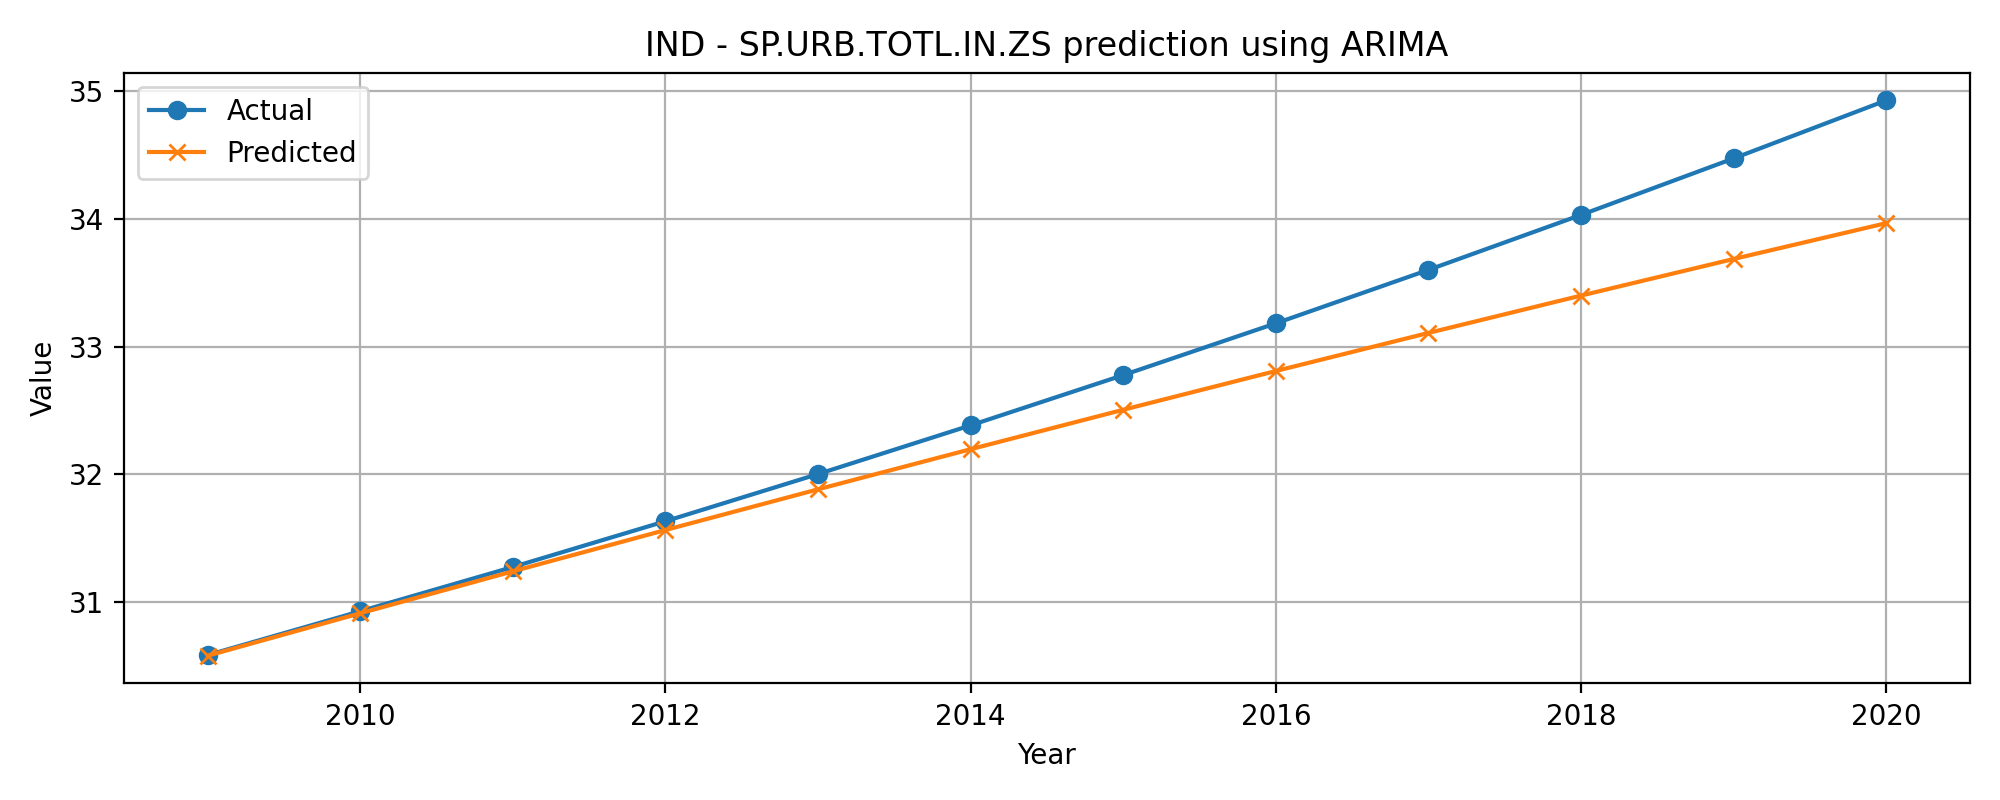 IND - SP.URB.TOTL.IN.ZS prediction using ARIMA
Actual
Predicted
35
34
33
32
31
Value
2010 2012 2014 2016 2018 2020
Year